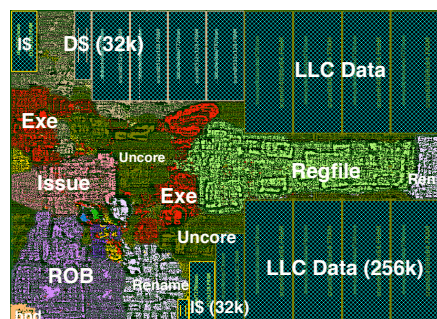 I$
D$ (32k)
LLC Data
Exe
Uncore
Issue
Exe
Regfile
Uncore
ROB
Rename
LLC Data (256k)
I$ (32k)